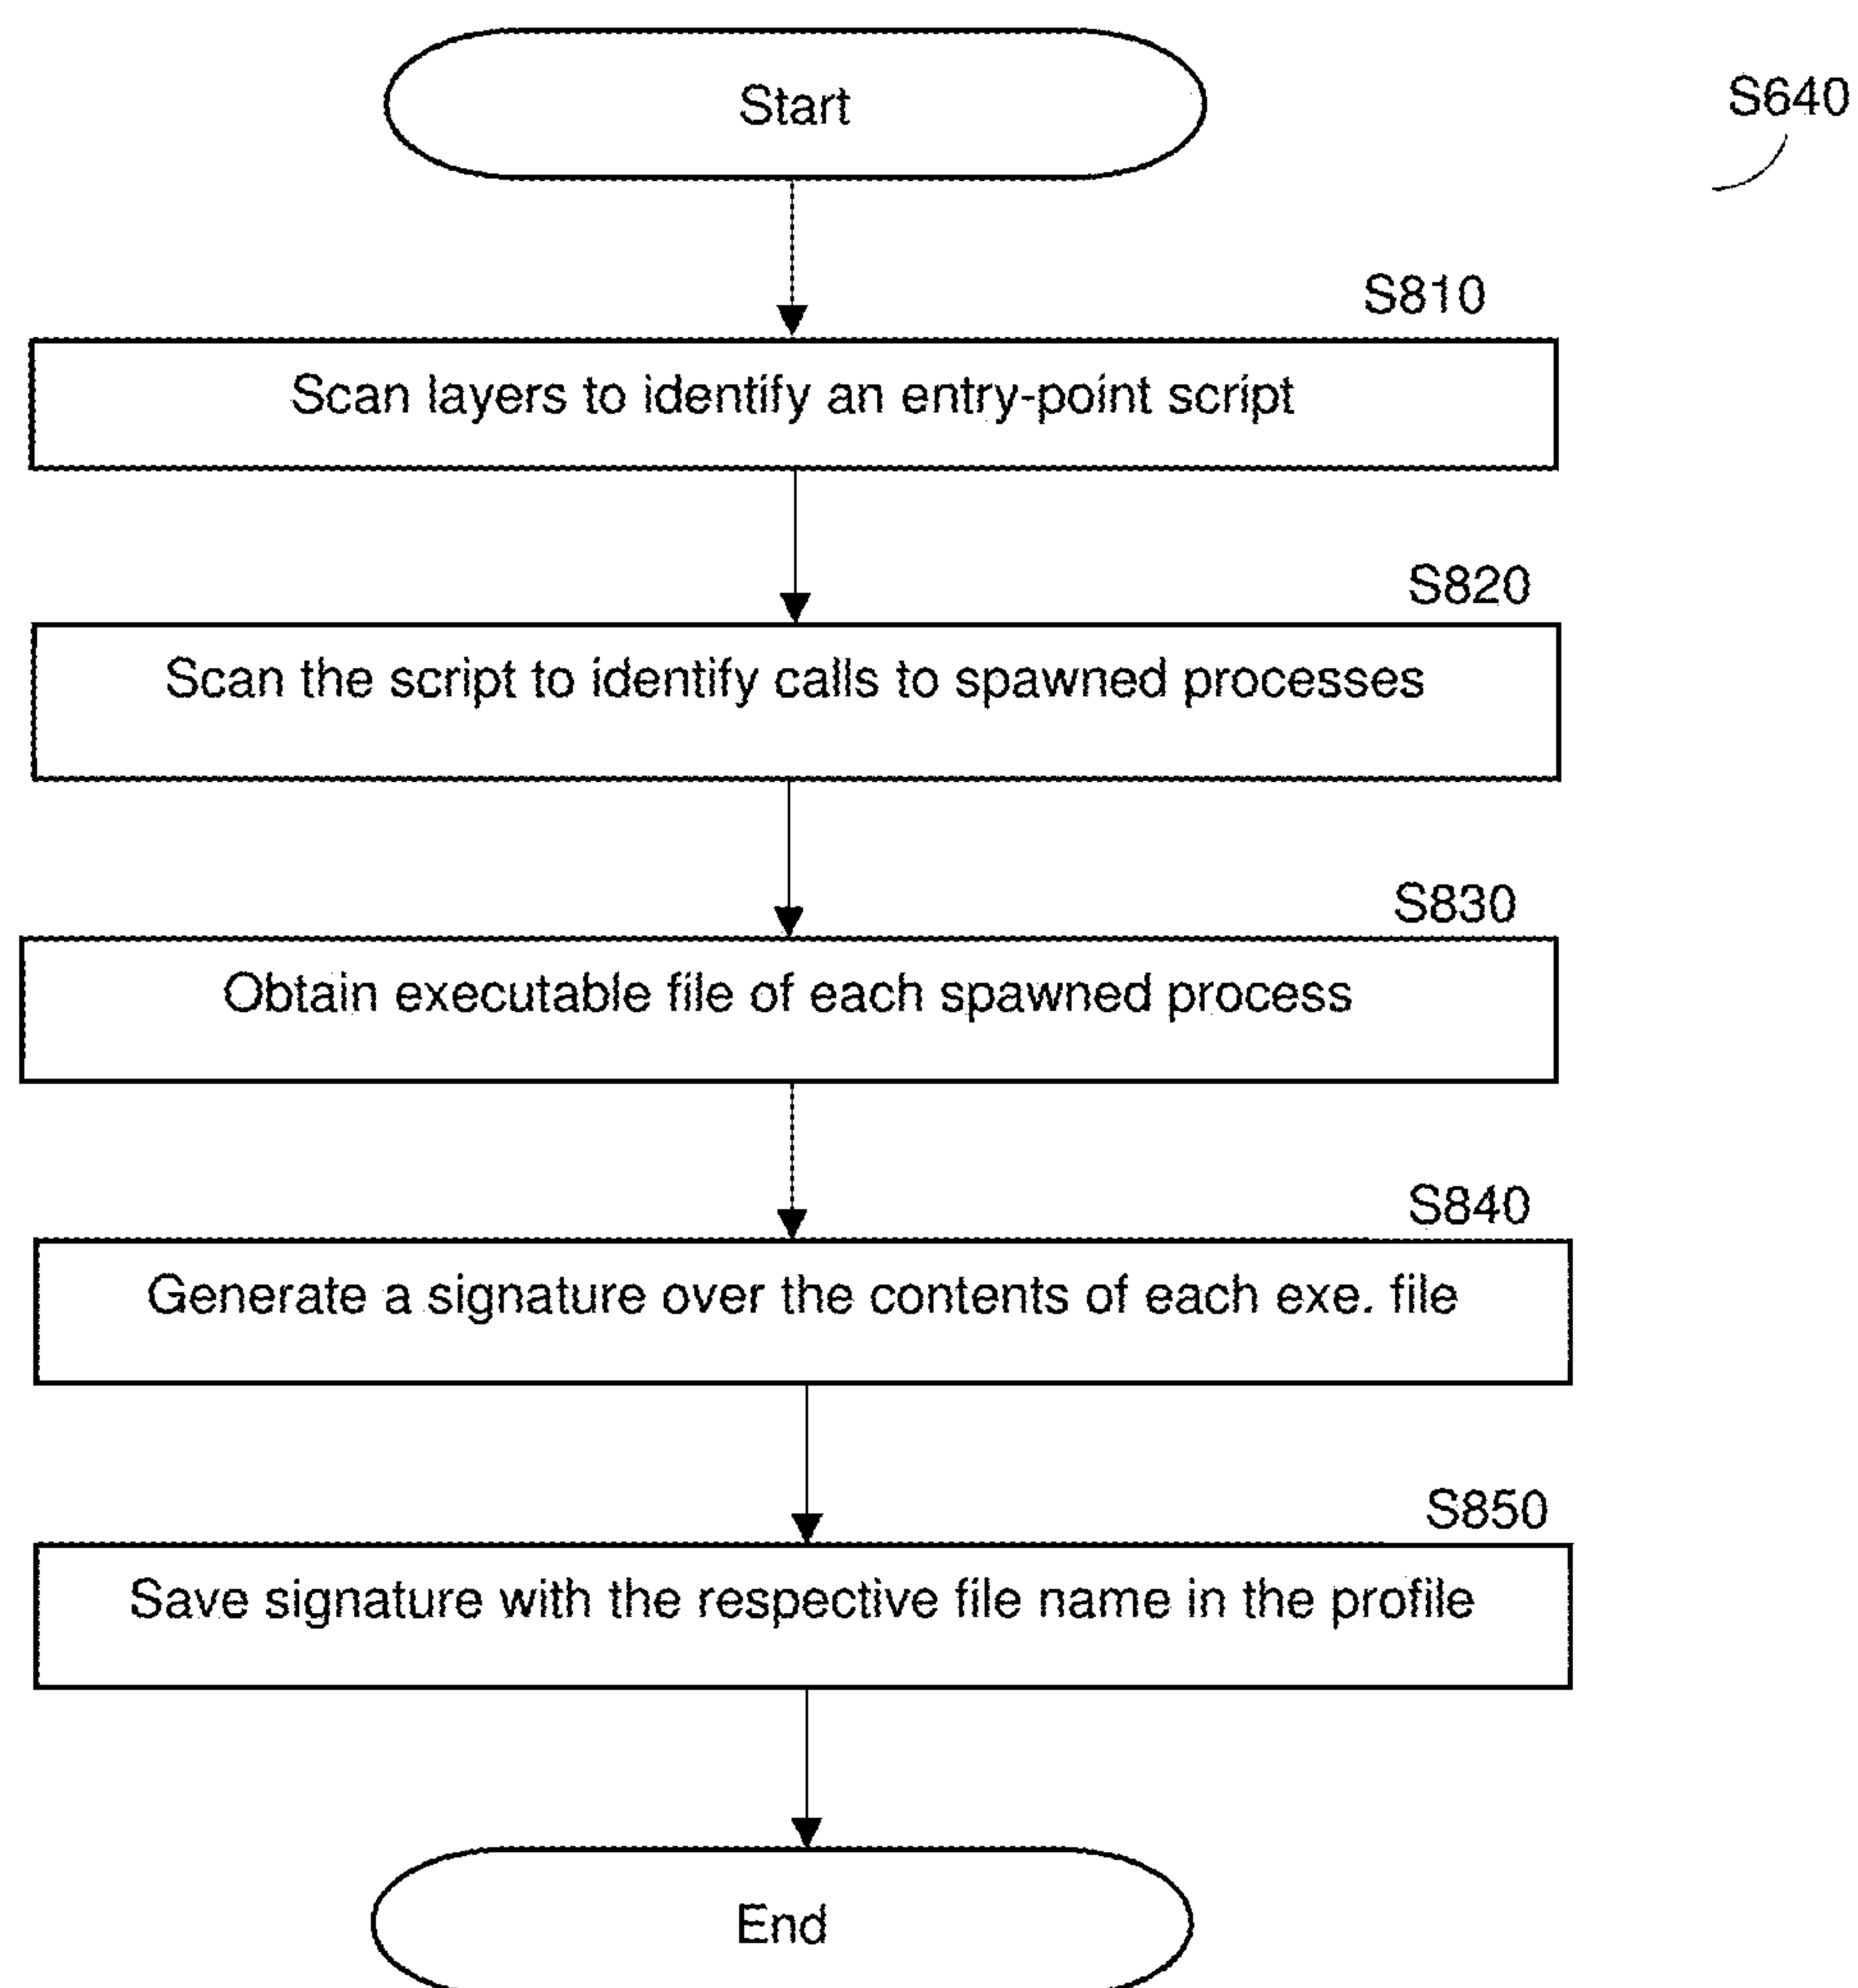 Start
S640
S810
Scan layers to identify an entry-point script
S820
Scan the script to identify calls to spawned processes
S830
Obtain executable file of each spawned process
S840
Generate a signature over the contents of each exe. file
S850
Save signature with the respective file name in the profile
End